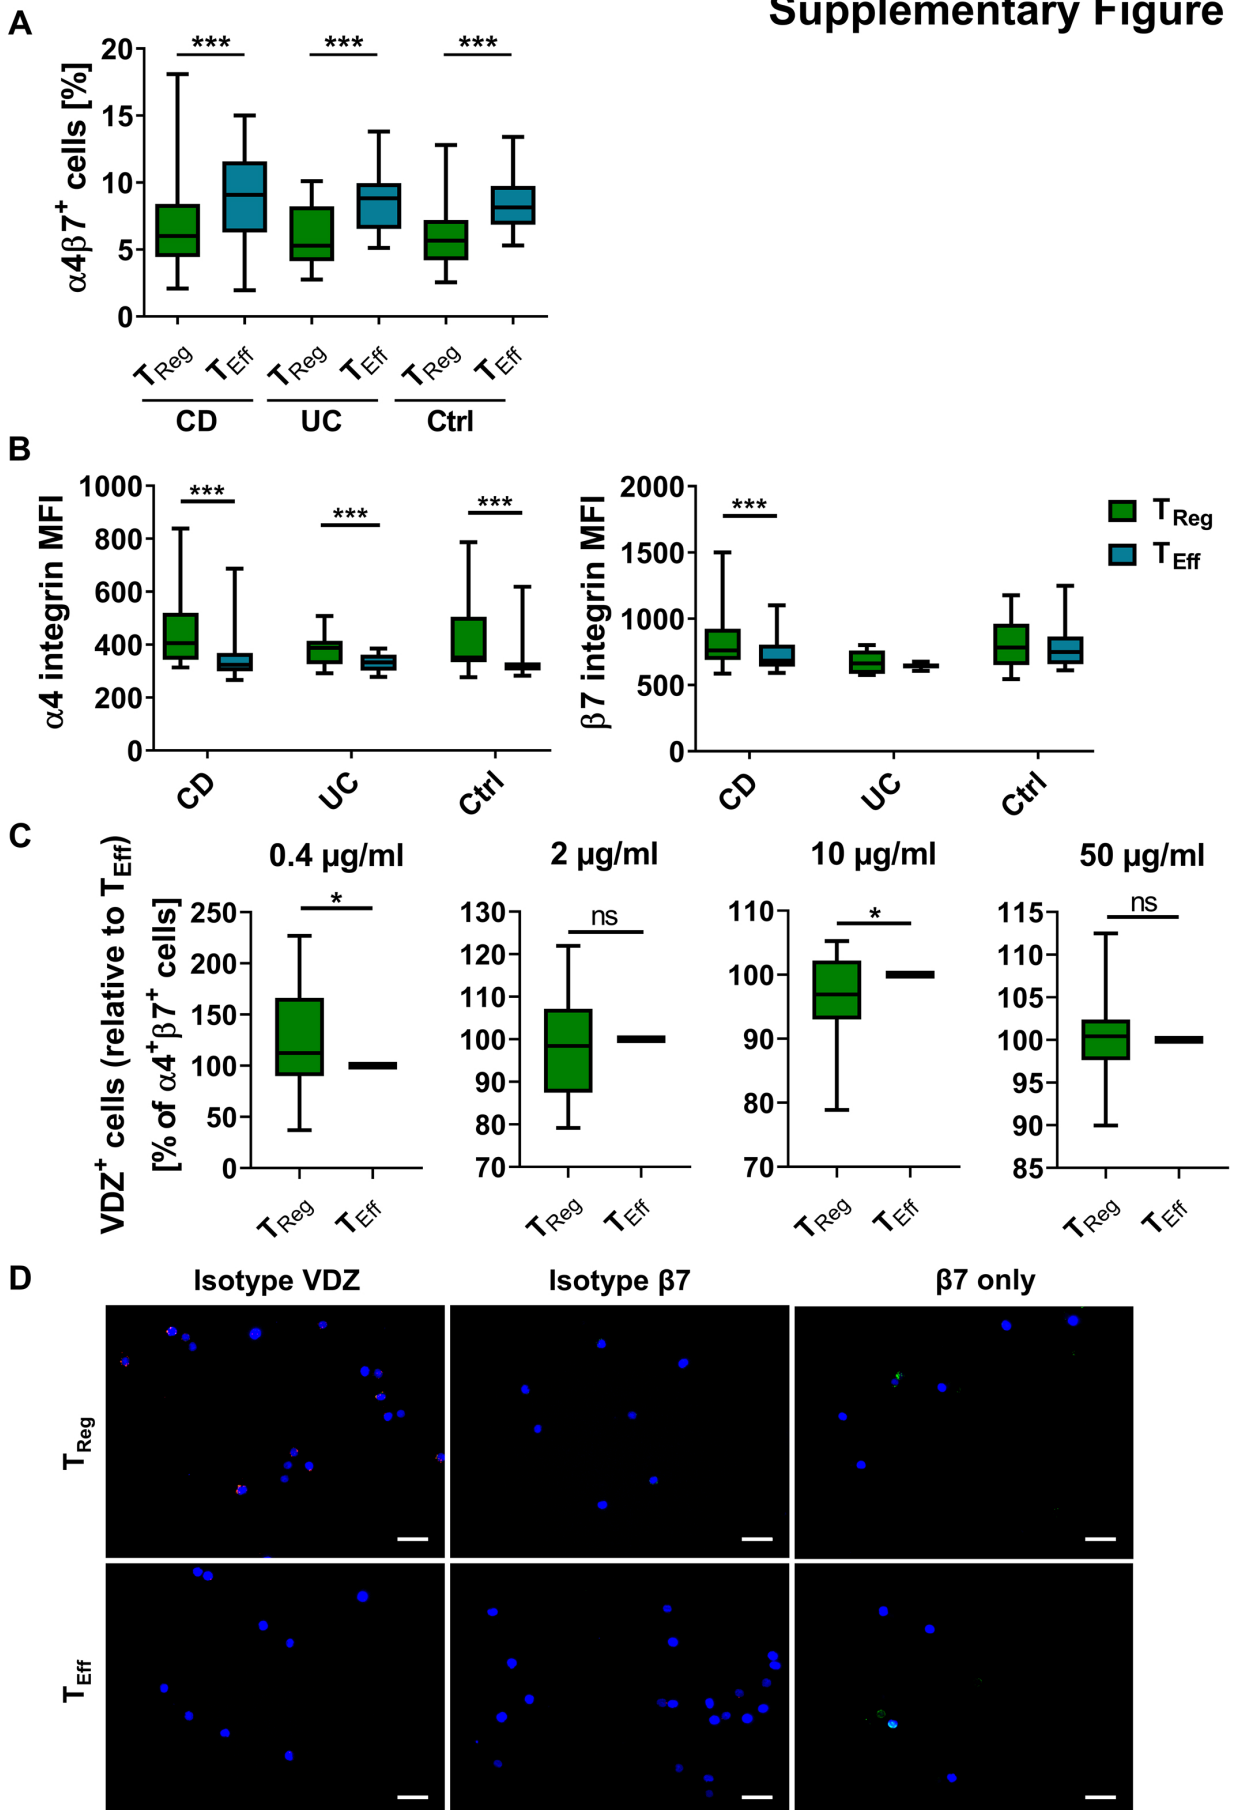 Supplementary Figure
A
α4β7+ cells [%]
20
15
10
5
0
***
***
***
TReg
TEff
TReg
TEff
TReg
TEff
CD
UC
Ctrl
B
α4 integrin MFI
1000
800
600
400
200
0
***
***
***
CD
UC
Ctrl
β7 integrin MFI
2000
1500
1000
500
0
***
CD
UC
Ctrl
TReg
TEff
C
VDZ+ cells (relative to TEff)
[% of α4+β7+ cells]
0.4 µg/ml
250
200
150
100
50
0
*
TReg
TEff
2 µg/ml
130
120
110
100
90
80
70
ns
TReg
TEff
10 µg/ml
110
100
90
80
70
*
TReg
TEff
50 µg/ml
115
110
105
100
95
90
85
ns
TReg
TEff
D
Isotype VDZ
Isotype β7
β7 only
TReg
TEff